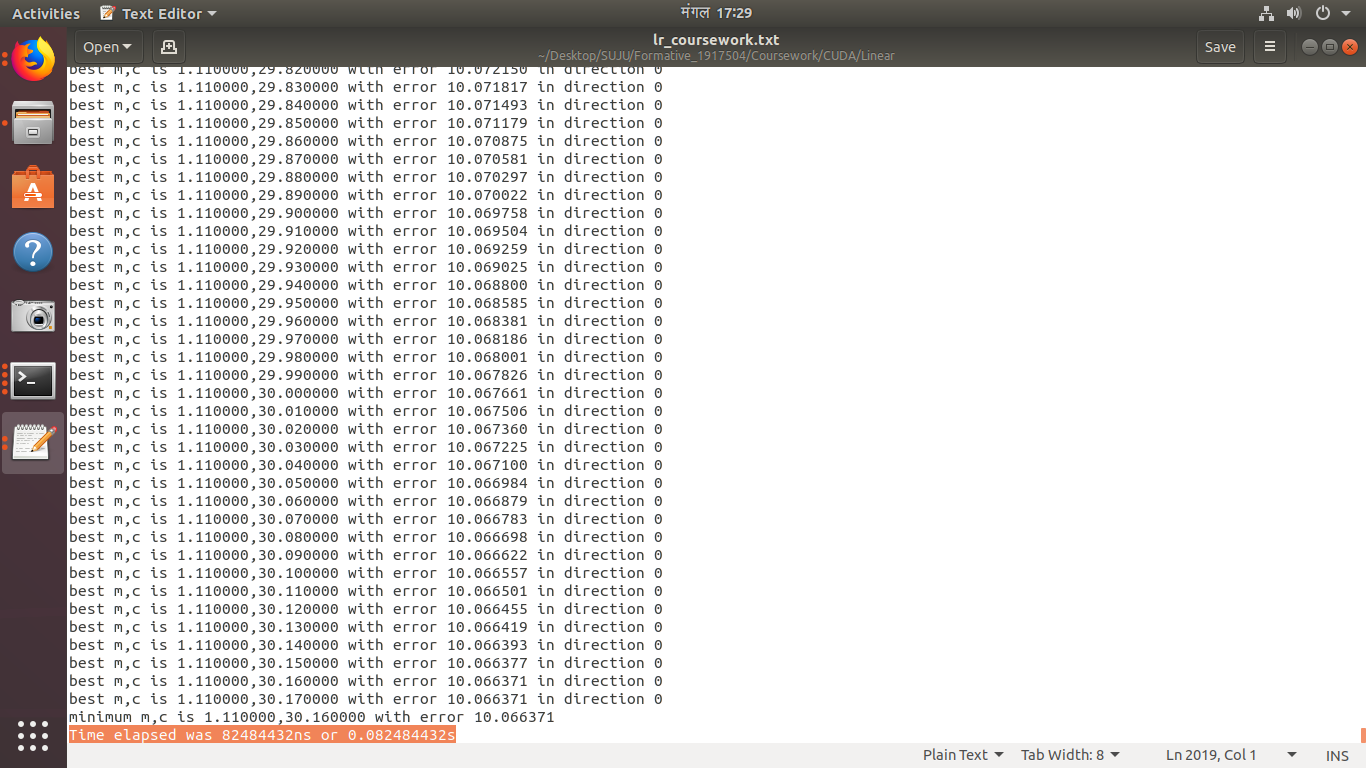 Activities Text Editor मंगल 17:29
Open lr_coursework.txt Save
~/Desktop/SUJU/Formative_1917504/Coursework/CUDA/Linear
best m,c is 1.110000,29.820000 with error 10.072150 in direction 0
best m,c is 1.110000,29.830000 with error 10.071817 in direction 0
best m,c is 1.110000,29.840000 with error 10.071493 in direction 0
best m,c is 1.110000,29.850000 with error 10.071179 in direction 0
best m,c is 1.110000,29.860000 with error 10.070875 in direction 0
best m,c is 1.110000,29.870000 with error 10.070581 in direction 0
best m,c is 1.110000,29.880000 with error 10.070297 in direction 0
best m,c is 1.110000,29.890000 with error 10.070022 in direction 0
best m,c is 1.110000,29.900000 with error 10.069758 in direction 0
best m,c is 1.110000,29.910000 with error 10.069504 in direction 0
best m,c is 1.110000,29.920000 with error 10.069259 in direction 0
best m,c is 1.110000,29.930000 with error 10.069025 in direction 0
best m,c is 1.110000,29.940000 with error 10.068800 in direction 0
best m,c is 1.110000,29.950000 with error 10.068585 in direction 0
best m,c is 1.110000,29.960000 with error 10.068381 in direction 0
best m,c is 1.110000,29.970000 with error 10.068186 in direction 0
best m,c is 1.110000,29.980000 with error 10.068001 in direction 0
best m,c is 1.110000,29.990000 with error 10.067826 in direction 0
best m,c is 1.110000,30.000000 with error 10.067661 in direction 0
best m,c is 1.110000,30.010000 with error 10.067506 in direction 0
best m,c is 1.110000,30.020000 with error 10.067360 in direction 0
best m,c is 1.110000,30.030000 with error 10.067225 in direction 0
best m,c is 1.110000,30.040000 with error 10.067100 in direction 0
best m,c is 1.110000,30.050000 with error 10.066984 in direction 0
best m,c is 1.110000,30.060000 with error 10.066879 in direction 0
best m,c is 1.110000,30.070000 with error 10.066783 in direction 0
best m,c is 1.110000,30.080000 with error 10.066698 in direction 0
best m,c is 1.110000,30.090000 with error 10.066622 in direction 0
best m,c is 1.110000,30.100000 with error 10.066557 in direction 0
best m,c is 1.110000,30.110000 with error 10.066501 in direction 0
best m,c is 1.110000,30.120000 with error 10.066455 in direction 0
best m,c is 1.110000,30.130000 with error 10.066419 in direction 0
best m,c is 1.110000,30.140000 with error 10.066393 in direction 0
best m,c is 1.110000,30.150000 with error 10.066377 in direction 0
best m,c is 1.110000,30.160000 with error 10.066371 in direction 0
best m,c is 1.110000,30.170000 with error 10.066371 in direction 0
minimum m,c is 1.110000,30.160000 with error 10.066371
Time elapsed was 82484432ns or 0.082484432s
Plain Text Tab Width: 8 Ln 2019, Col 1 INS